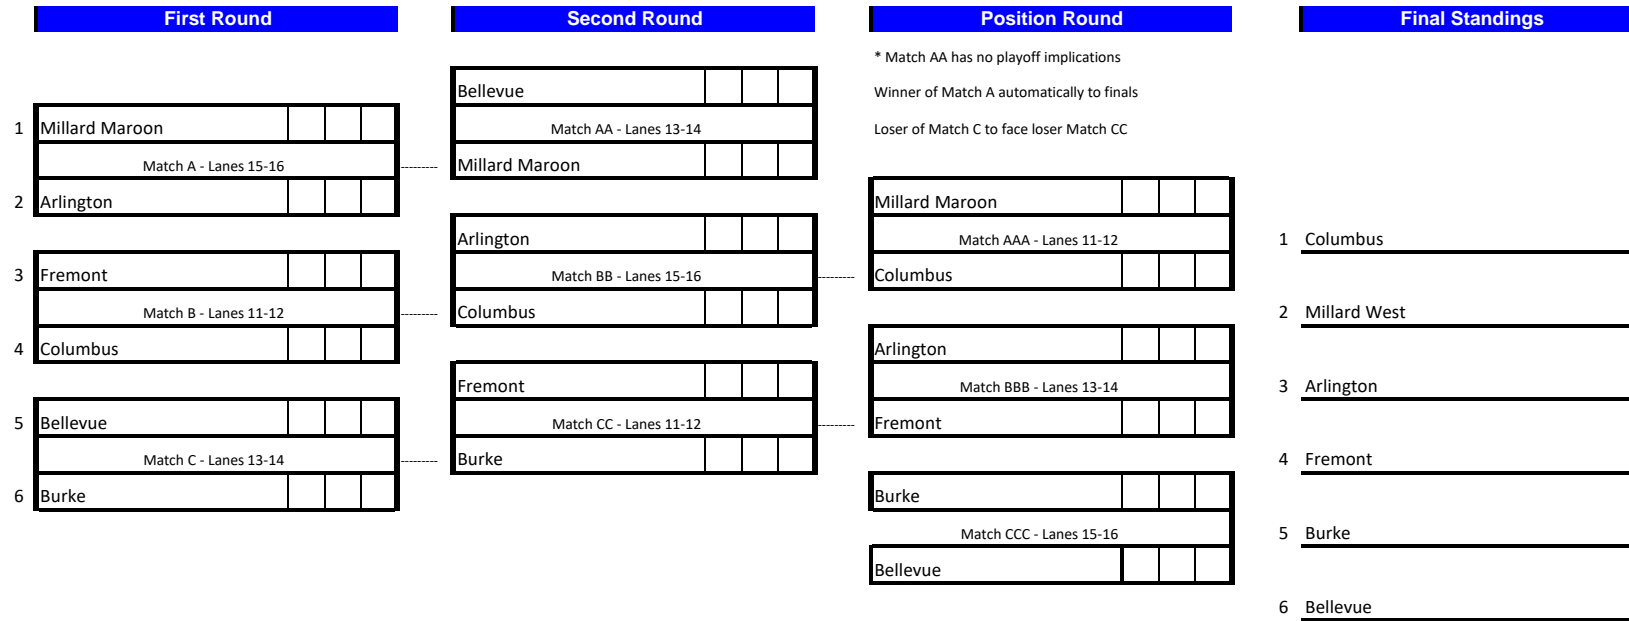 First Round
Second Round
Position Round
Final Standings
* Match AA has no playoff implications
Bellevue
Winner of Match A automatically to finals
1 Millard Maroon
Match AA - Lanes 13-14
Loser of Match C to face loser Match CC
Match A - Lanes 15-16
Millard Maroon
2 Arlington
Millard Maroon
Arlington
Match AAA - Lanes 11-12
1 Columbus
3 Fremont
Match BB - Lanes 15-16
Columbus
Match B - Lanes 11-12
Columbus
2 Millard West
4 Columbus
Arlington
Fremont
Match BBB - Lanes 13-14
3 Arlington
5 Bellevue
Match CC - Lanes 11-12
Fremont
Match C - Lanes 13-14
Burke
4 Fremont
6 Burke
Burke
Match CCC - Lanes 15-16
5 Burke
Bellevue
6 Bellevue